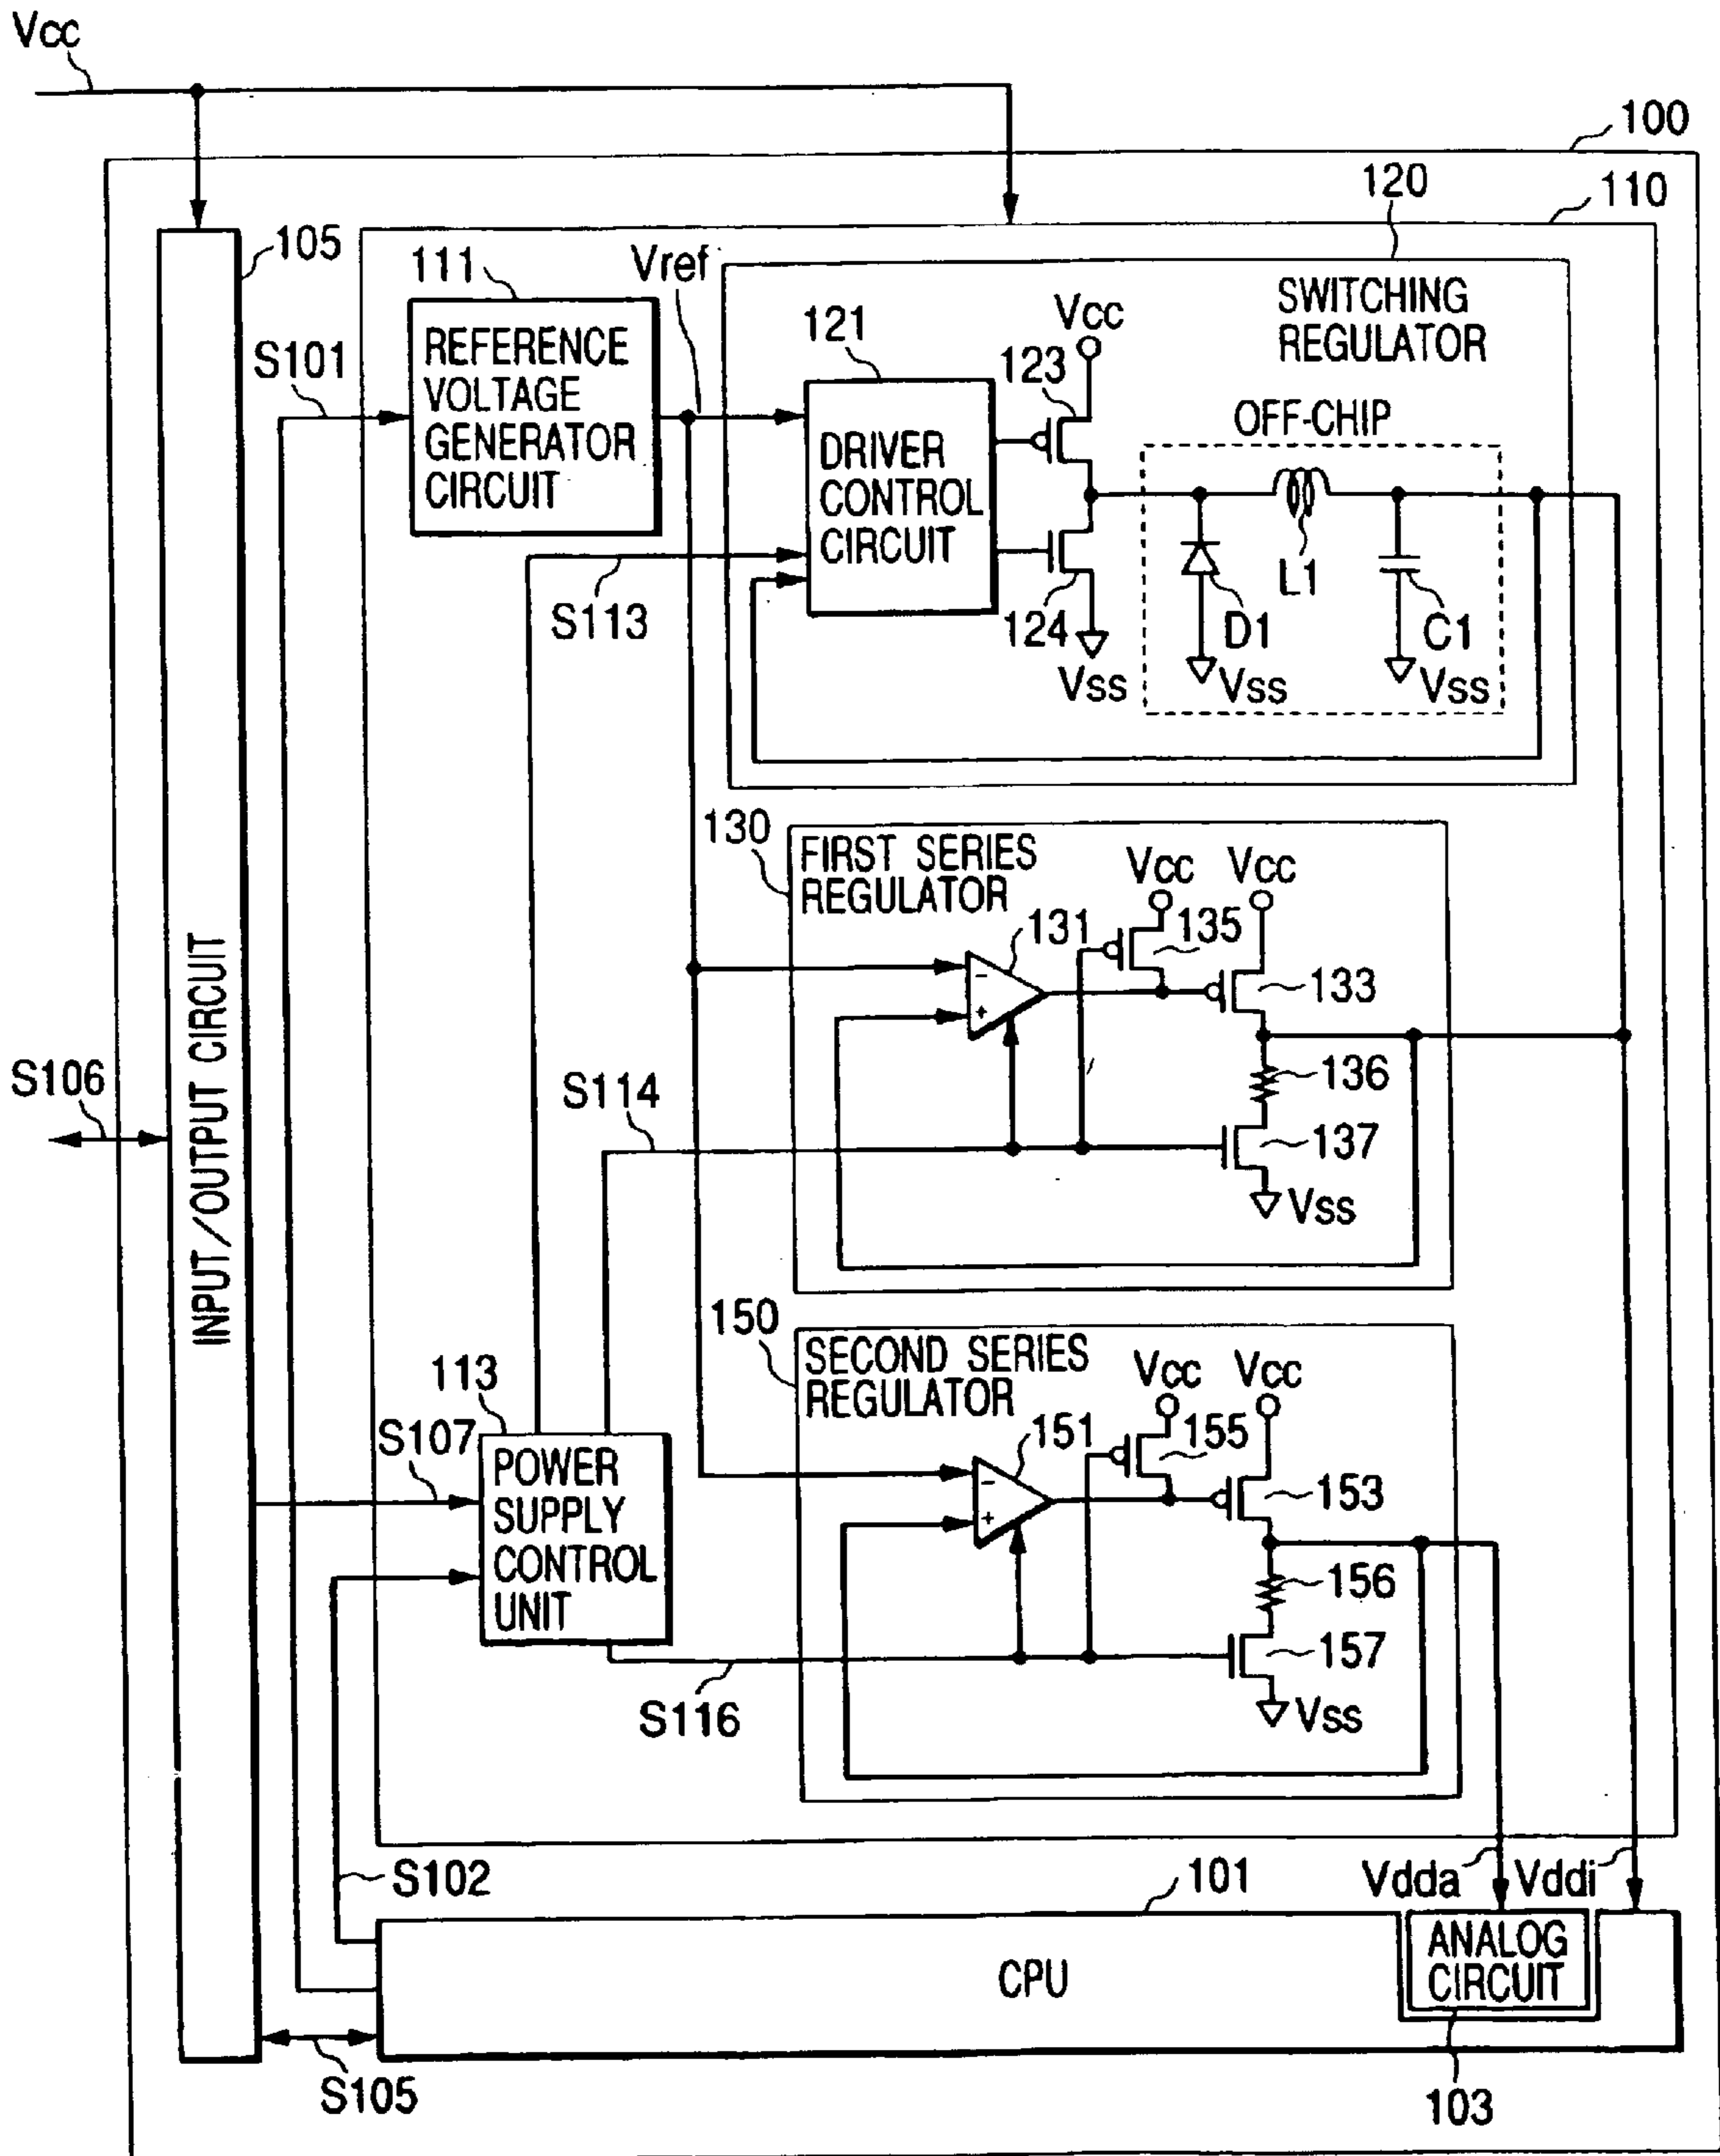 Vcc
100
120
110
105
111
Vref
SWITCHING
REGULATOR
REFERENCE
VOLTAGE
GENERATOR
CIRCUIT
S101
121
Vcc
123
OFF-CHIP
DRIVER
CONTROL
CIRCUIT
L1
S113
124
D1
C1
Vss
Vss
Vss
130
FIRST SERIES
REGULATOR
Vcc
Vcc
131
135
-
+
133
136
S106
S114
137
Vss
INPUT/OUTPUT CIRCUIT
150
SECOND SERIES
REGULATOR
Vcc
Vcc
113
S107
151
155
POWER
SUPPLY
CONTROL
UNIT
-
+
153
156
157
S116
Vss
S102
101
Vdda
Vddi
ANALOG
CIRCUIT
CPU
S105
103